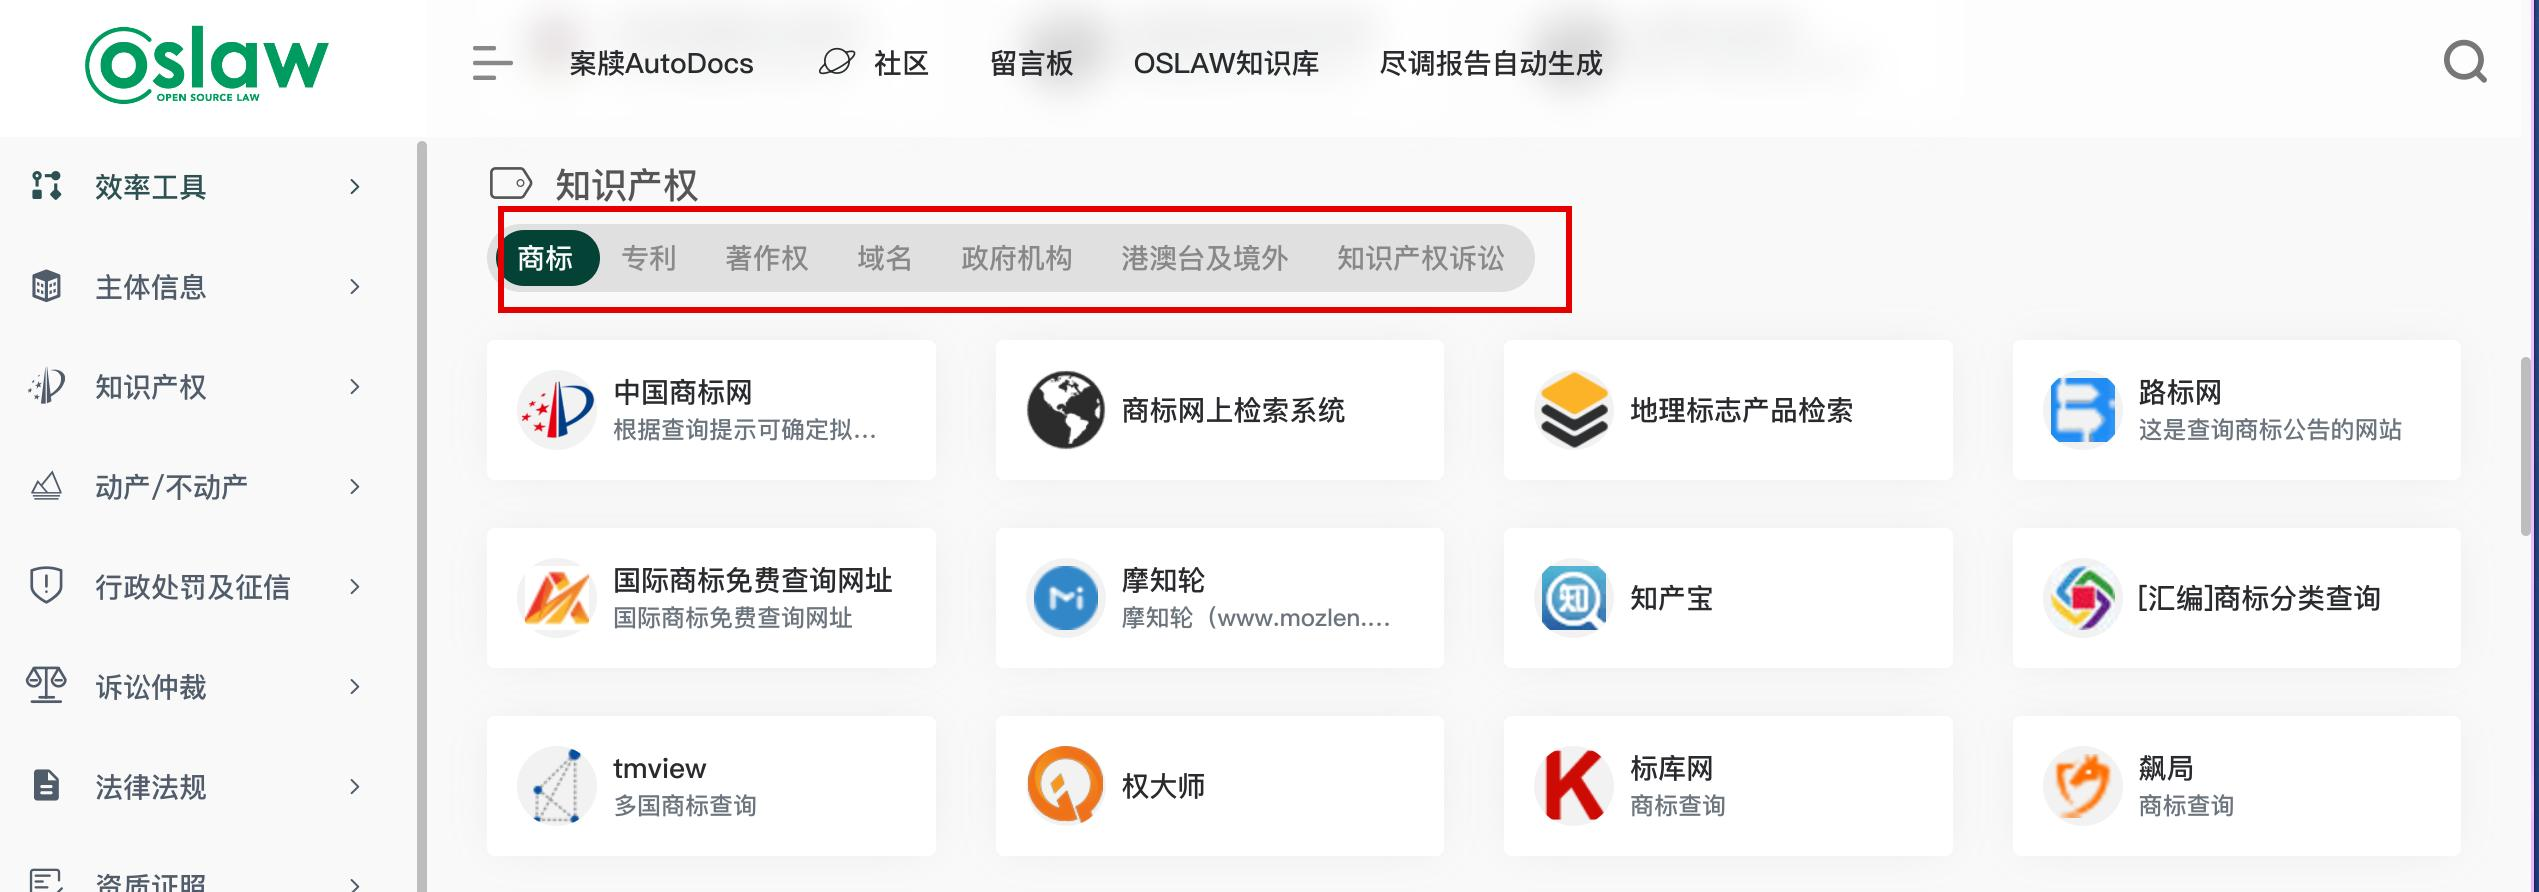 oslaw
OPEN SOURCE LAW
案牍AutoDocs 社区 留言板 OSLAW知识库 尽调报告自动生成
效率工具
主体信息
知识产权
动产/不动产
行政处罚及征信
诉讼仲裁
法律法规
资质证照
知识产权
商标 专利 著作权 域名 政府机构 港澳台及境外 知识产权诉讼
中国商标网
根据查询提示可确定拟...
商标网上检索系统
地理标志产品检索
路标网
这是查询商标公告的网站
国际商标免费查询网址
国际商标免费查询网址
摩知轮
摩知轮（www.mozlen....
知
知产宝
[汇编]商标分类查询
tmview
多国商标查询
权大师
标库网
商标查询
飙局
商标查询